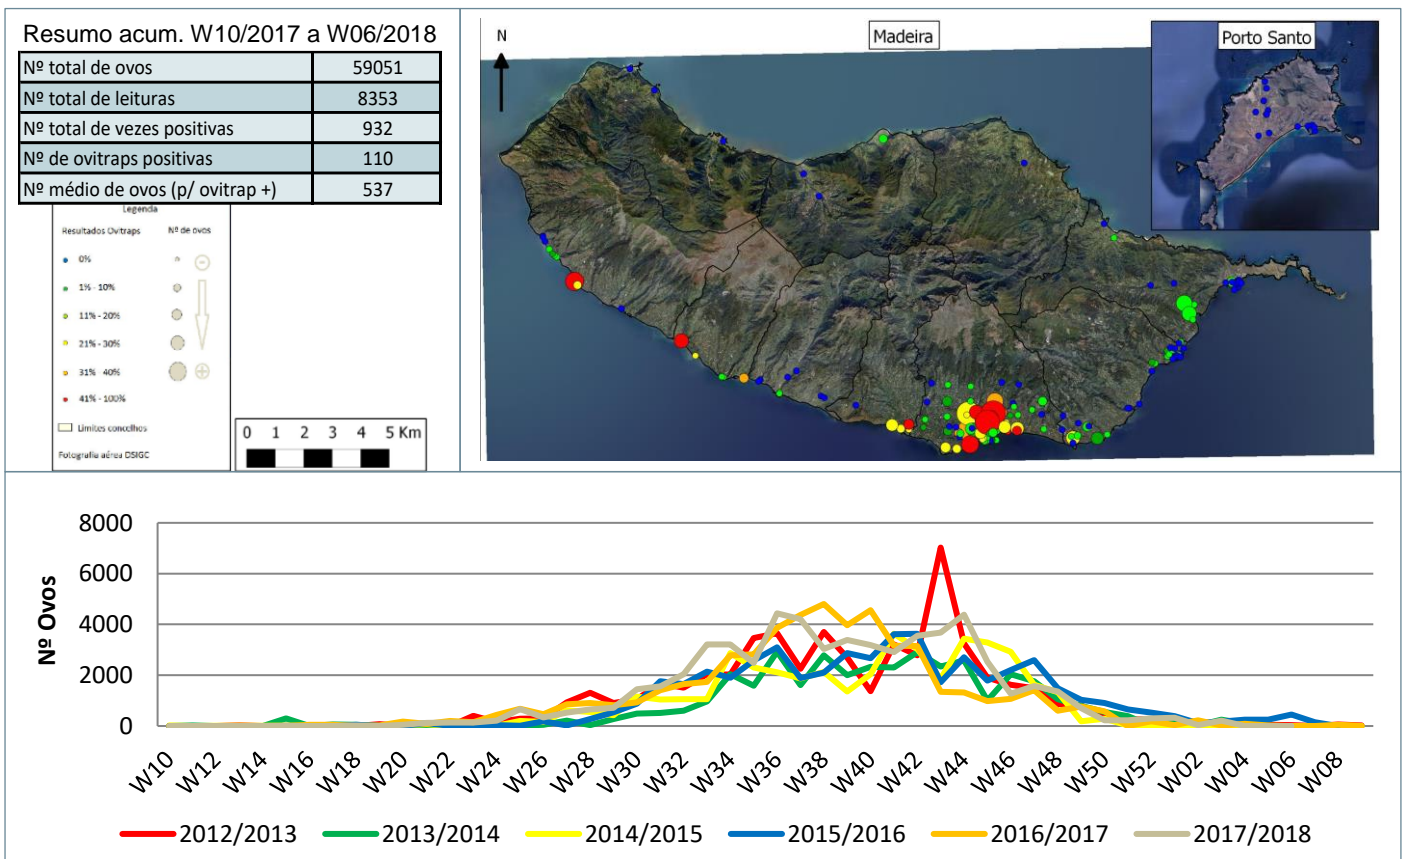 Resumo acum. W10/2017 a W06/2018
Nº total de ovos 59051
Nº total de leituras 8353
Nº total de vezes positivas 932
Nº de ovitraps positivas 110
Nº médio de ovos (p/ ovitrap +) 537
Legenda
Resultados Ovitraps Nº de ovos
0%
1% - 10%
11% - 20%
21% - 30%
31% - 40%
41% - 100%
Limites concelhos
Fotografia aérea DSIGC
0 1 2 3 4 5 Km
N
Madeira
Porto Santo
Nº Ovos
8000
6000
4000
2000
0
W10 W12 W14 W16 W18 W20 W22 W24 W26 W28 W30 W32 W34 W36 W38 W40 W42 W44 W46 W48 W50 W52 W02 W04 W06 W08
2012/2013 2013/2014 2014/2015 2015/2016 2016/2017 2017/2018